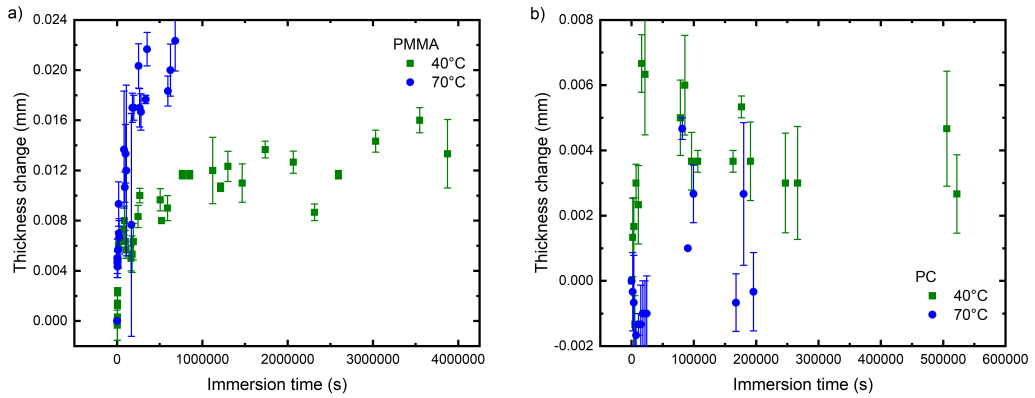 a)
PMMA
40°C
70°C
0.024
0.020
0.016
0.012
0.008
0.004
0.000
Thickness change (mm)
0 1000000 2000000 3000000 4000000
Immersion time (s)
b)
0.008
0.006
0.004
0.002
0.000
-0.002
Thickness change (mm)
PC
40°C
70°C
0 100000 200000 300000 400000 500000 600000
Immersion time (s)